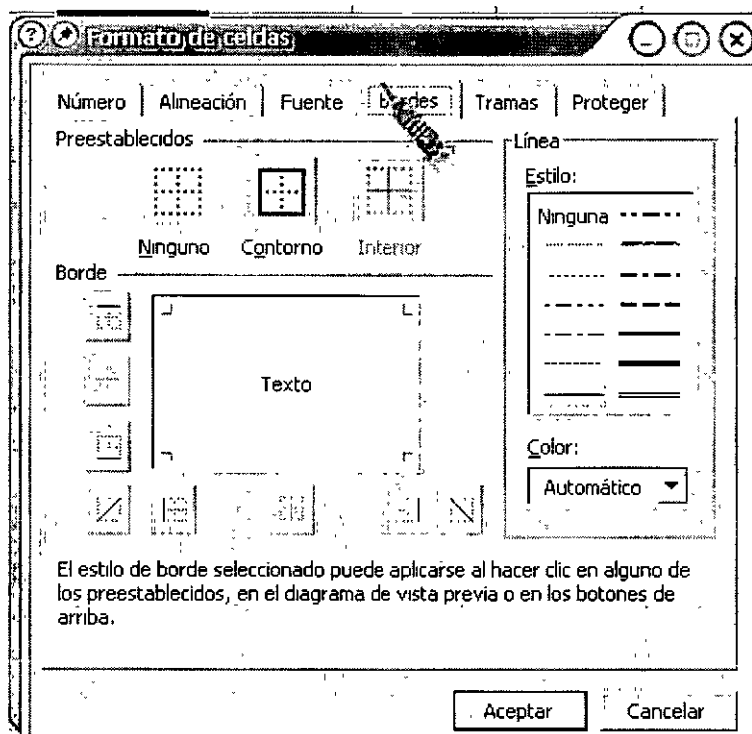 Formato de celdas
Número Alineación Fuente Bordes Tramas Proteger
Preestablecidos
Ninguno Contorno Interior
Borde
Texto
Línea
Estilo:
Ninguna
Color:
Automático
El estilo de borde seleccionado puede aplicarse al hacer clic en alguno de
los preestablecidos, en el diagrama de vista previa o en los botones de
arriba.
Aceptar Cancelar